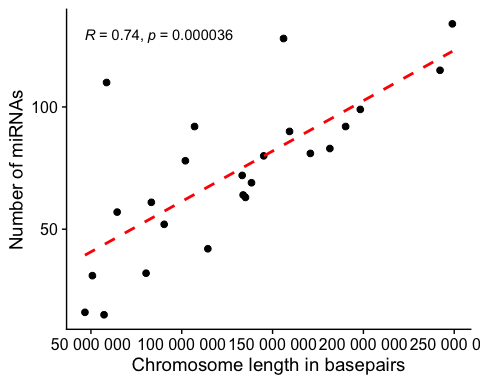 R = 0.74, p = 0.000036
Number of miRNAs
100
50
50 000 000 100 000 000 150 000 000 200 000 000 250 000 0
Chromosome length in basepairs